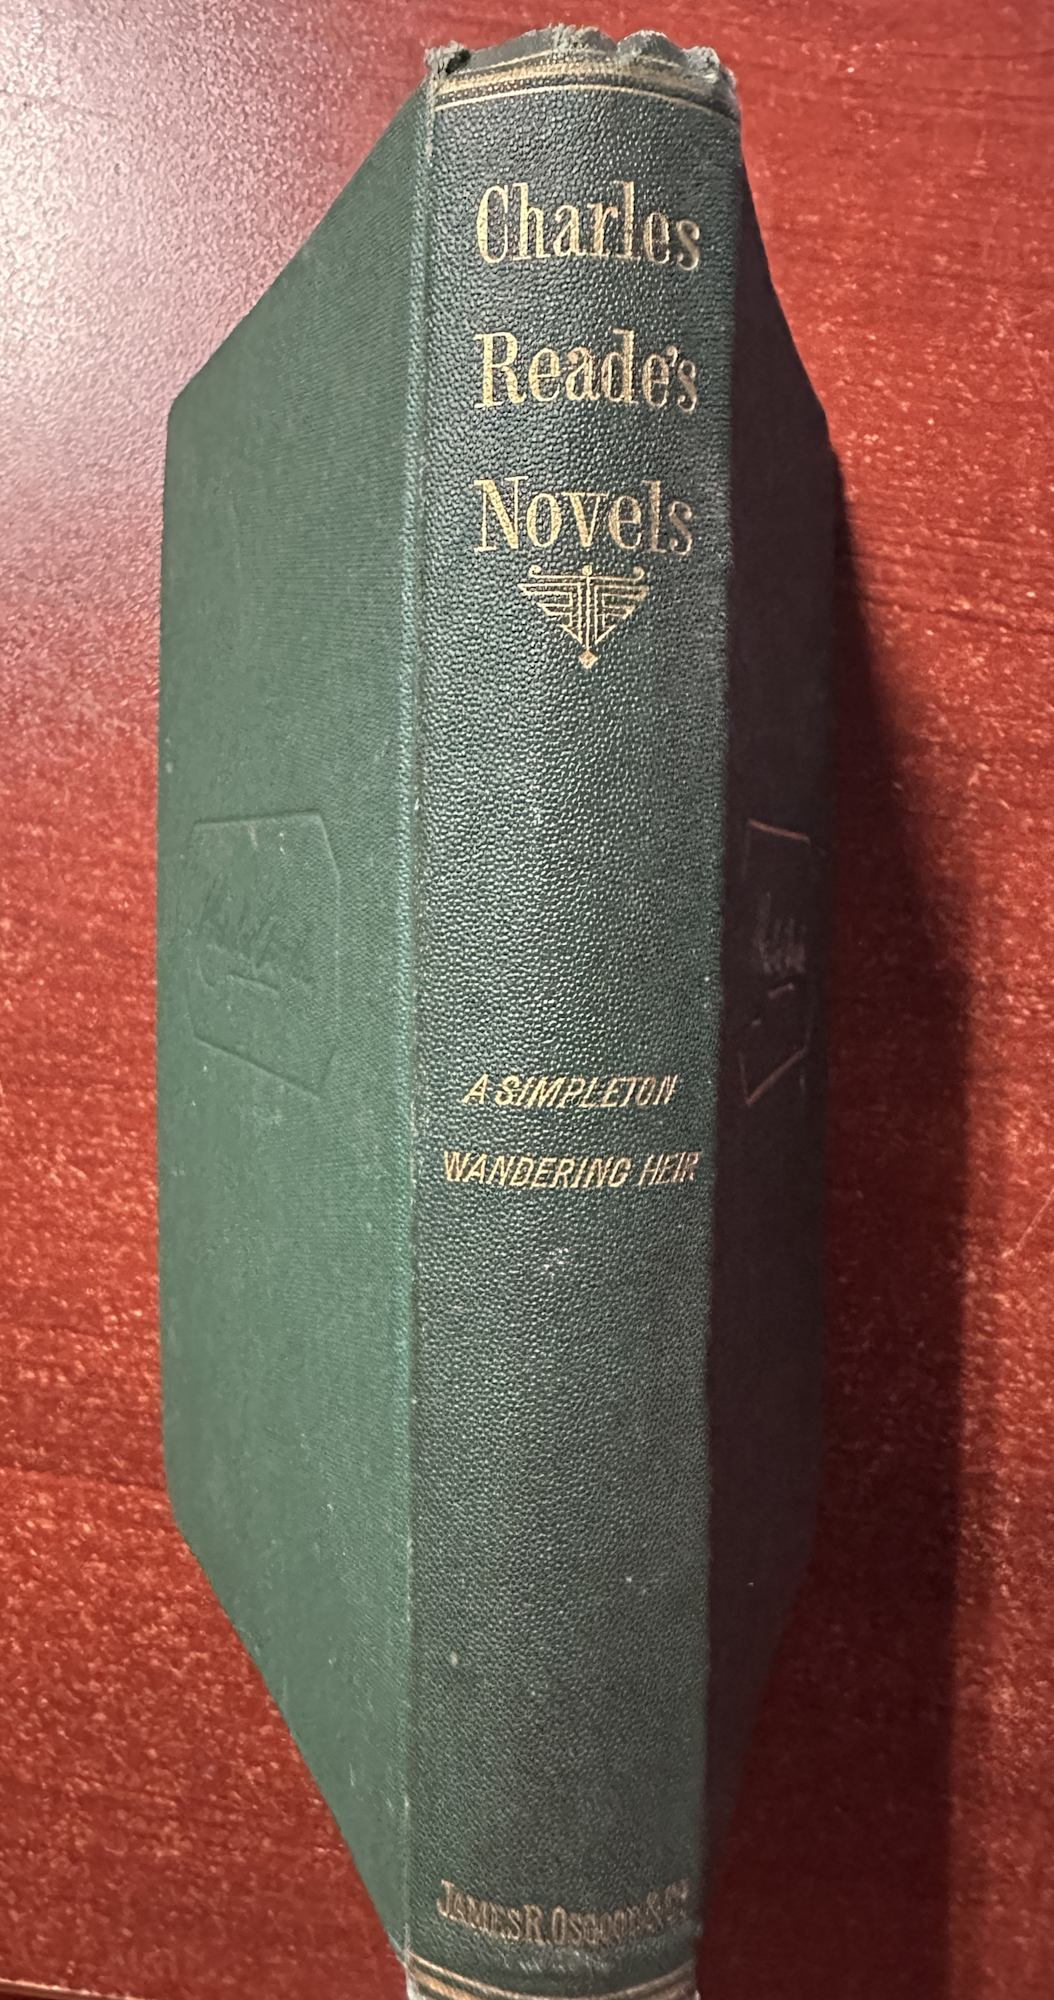 Charles
Reade's
Novels
A SIMPLETON
WANDERING HEIR
JAMES R. OSGOOD & Co.